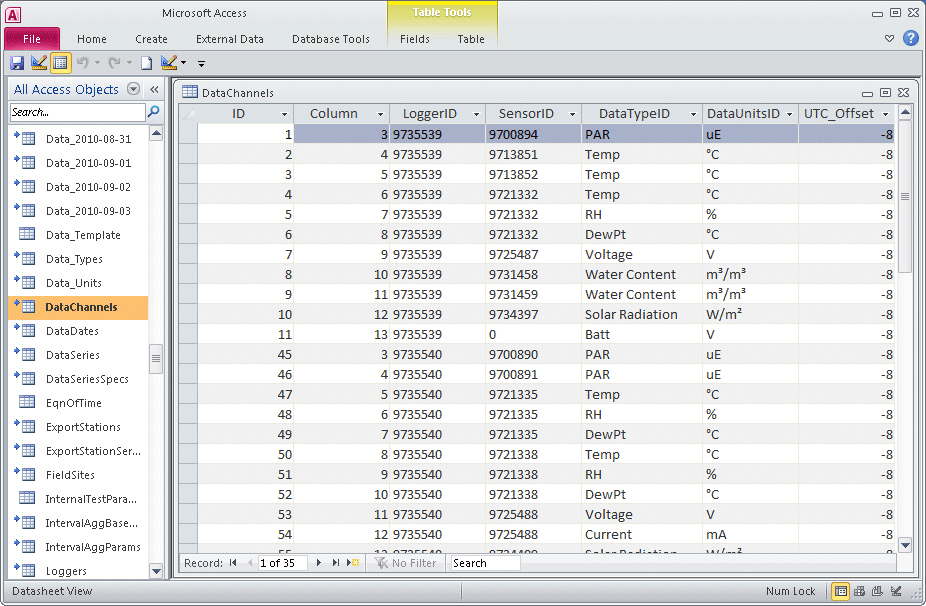 A Microsoft Access Table Tools
File Home Create External Data Database Tools Fields Table
All Access Objects
Search...
Data_2010-08-31
Data_2010-09-01
Data_2010-09-02
Data_2010-09-03
Data_Template
Data_Types
Data_Units
DataChannels
DataDates
DataSeries
DataSeriesSpecs
EqnOfTime
ExportStations
ExportStationSer...
FieldSites
InternalTestPara...
IntervalAggBase...
IntervalAggParams
Loggers
DataChannels
ID Column LoggerID SensorID DataTypeID DataUnitsID UTC_Offset
1 3 9735539 9700894 PAR uE -8
2 4 9735539 9713851 Temp °C -8
3 5 9735539 9713852 Temp °C -8
4 6 9735539 9721332 Temp °C -8
5 7 9735539 9721332 RH % -8
6 8 9735539 9721332 DewPt °C -8
7 9 9735539 9725487 Voltage V -8
8 10 9735539 9731458 Water Content m³/m³ -8
9 11 9735539 9731459 Water Content m³/m³ -8
10 12 9735539 9734397 Solar Radiation W/m² -8
11 13 9735539 0 Batt V -8
45 3 9735540 9700890 PAR uE -8
46 4 9735540 9700891 PAR uE -8
47 5 9735540 9721335 Temp °C -8
48 6 9735540 9721335 RH % -8
49 7 9735540 9721335 DewPt °C -8
50 8 9735540 9721338 Temp °C -8
51 9 9735540 9721338 RH % -8
52 10 9735540 9721338 DewPt °C -8
53 11 9735540 9725488 Voltage V -8
54 12 9735540 9725488 Current mA -8
Record: 1 of 35 No Filter Search
Datasheet View Num Lock